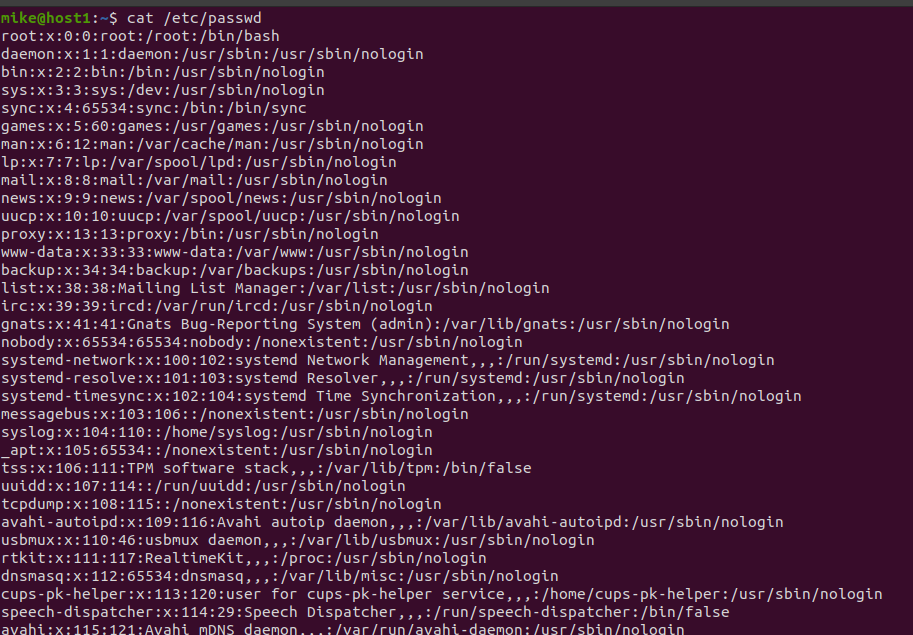 mike@host1:~$ cat /etc/passwd
root:x:0:0:root:/root:/bin/bash
daemon:x:1:1:daemon:/usr/sbin:/usr/sbin/nologin
bin:x:2:2:bin:/bin:/usr/sbin/nologin
sys:x:3:3:sys:/dev:/usr/sbin/nologin
sync:x:4:65534:sync:/bin:/bin/sync
games:x:5:60:games:/usr/games:/usr/sbin/nologin
man:x:6:12:man:/var/cache/man:/usr/sbin/nologin
lp:x:7:7:lp:/var/spool/lpd:/usr/sbin/nologin
mail:x:8:8:mail:/var/mail:/usr/sbin/nologin
news:x:9:9:news:/var/spool/news:/usr/sbin/nologin
uucp:x:10:10:uucp:/var/spool/uucp:/usr/sbin/nologin
proxy:x:13:13:proxy:/bin:/usr/sbin/nologin
www-data:x:33:33:www-data:/var/www:/usr/sbin/nologin
backup:x:34:34:backup:/var/backups:/usr/sbin/nologin
list:x:38:38:Mailing List Manager:/var/list:/usr/sbin/nologin
irc:x:39:39:ircd:/var/run/ircd:/usr/sbin/nologin
gnats:x:41:41:Gnats Bug-Reporting System (admin):/var/lib/gnats:/usr/sbin/nologin
nobody:x:65534:65534:nobody:/nonexistent:/usr/sbin/nologin
systemd-network:x:100:102:systemd Network Management,,,:/run/systemd:/usr/sbin/nologin
systemd-resolve:x:101:103:systemd Resolver,,,:/run/systemd:/usr/sbin/nologin
systemd-timesync:x:102:104:systemd Time Synchronization,,,:/run/systemd:/usr/sbin/nologin
messagebus:x:103:106::/nonexistent:/usr/sbin/nologin
syslog:x:104:110::/home/syslog:/usr/sbin/nologin
_apt:x:105:65534::/nonexistent:/usr/sbin/nologin
tss:x:106:111:TPM software stack,,,:/var/lib/tpm:/bin/false
uuidd:x:107:114::/run/uuidd:/usr/sbin/nologin
tcpdump:x:108:115::/nonexistent:/usr/sbin/nologin
avahi-autoipd:x:109:116:Avahi autoip daemon,,,:/var/lib/avahi-autoipd:/usr/sbin/nologin
usbmux:x:110:46:usbmux daemon,,,:/var/lib/usbmux:/usr/sbin/nologin
rtkit:x:111:117:RealtimeKit,,,:/proc:/usr/sbin/nologin
dnsmasq:x:112:65534:dnsmasq,,,:/var/lib/misc:/usr/sbin/nologin
cups-pk-helper:x:113:120:user for cups-pk-helper service,,,:/home/cups-pk-helper:/usr/sbin/nologin
speech-dispatcher:x:114:29:Speech Dispatcher,,,:/run/speech-dispatcher:/bin/false
avahi:x:115:121:Avahi mDNS daemon,,,:/var/run/avahi-daemon:/usr/sbin/nologin